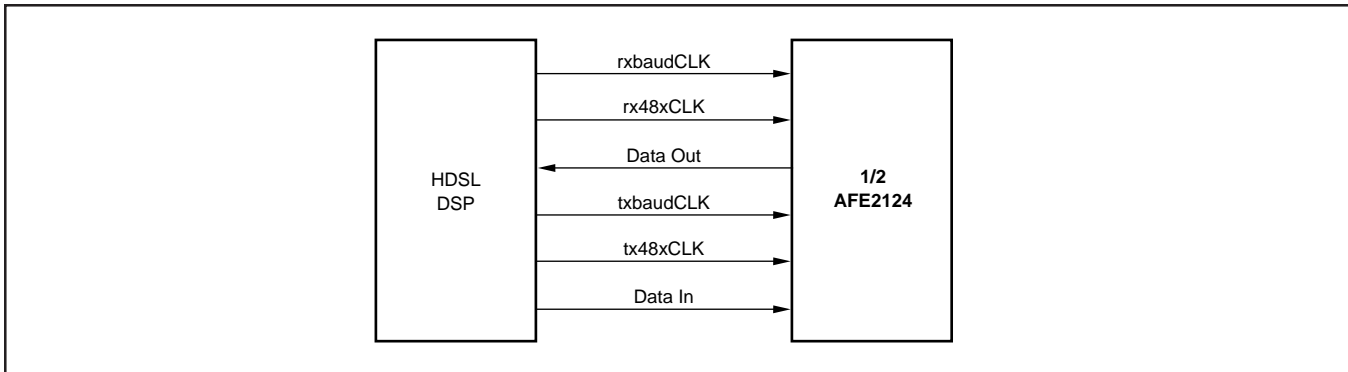 rxbaudCLK
rx48xCLK
Data Out
HDSL
DSP
1/2
AFE2124
txbaudCLK
tx48xCLK
Data In